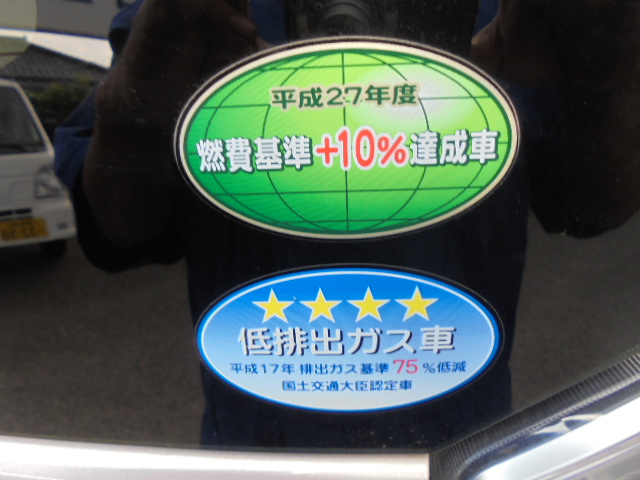 平成27年度
燃費基準+10%達成車
低排出ガス車
平成17年 排出ガス基準 75 %低減
国土交通大臣認定車